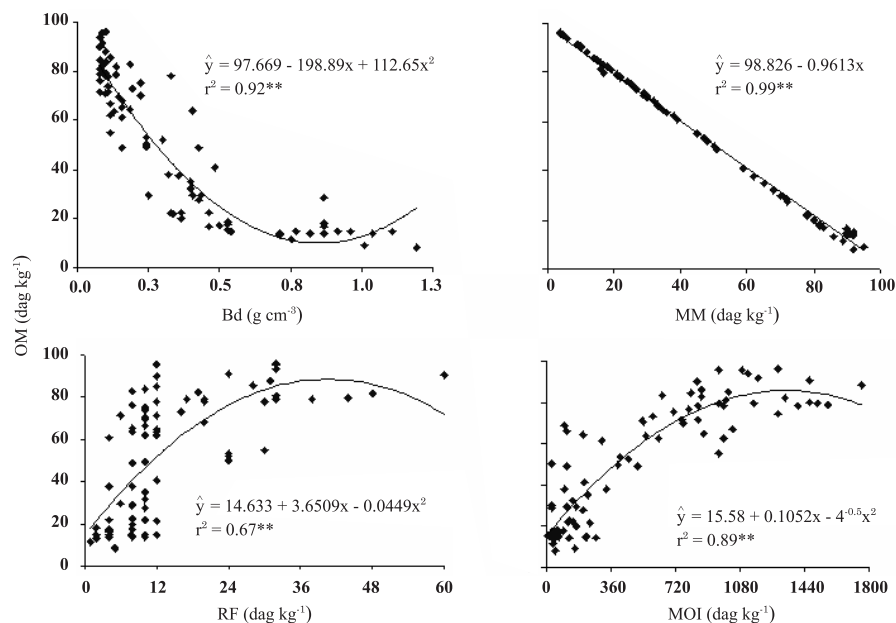 OM (dag kg⁻¹)
100
80
60
40
20
0
ŷ = 97.669 - 198.89x + 112.65x²
r² = 0.92**
0.0 0.3 0.5 0.8 1.0 1.3
Bd (g cm⁻³)
ŷ = 98.826 - 0.9613x
r² = 0.99**
0 20 40 60 80 100
MM (dag kg⁻¹)
100
80
60
40
20
0
ŷ = 14.633 + 3.6509x - 0.0449x²
r² = 0.67**
0 12 24 36 48 60
RF (dag kg⁻¹)
ŷ = 15.58 + 0.1052x - 4⁻⁰·⁵x²
r² = 0.89**
0 360 720 1080 1440 1800
MOI (dag kg⁻¹)